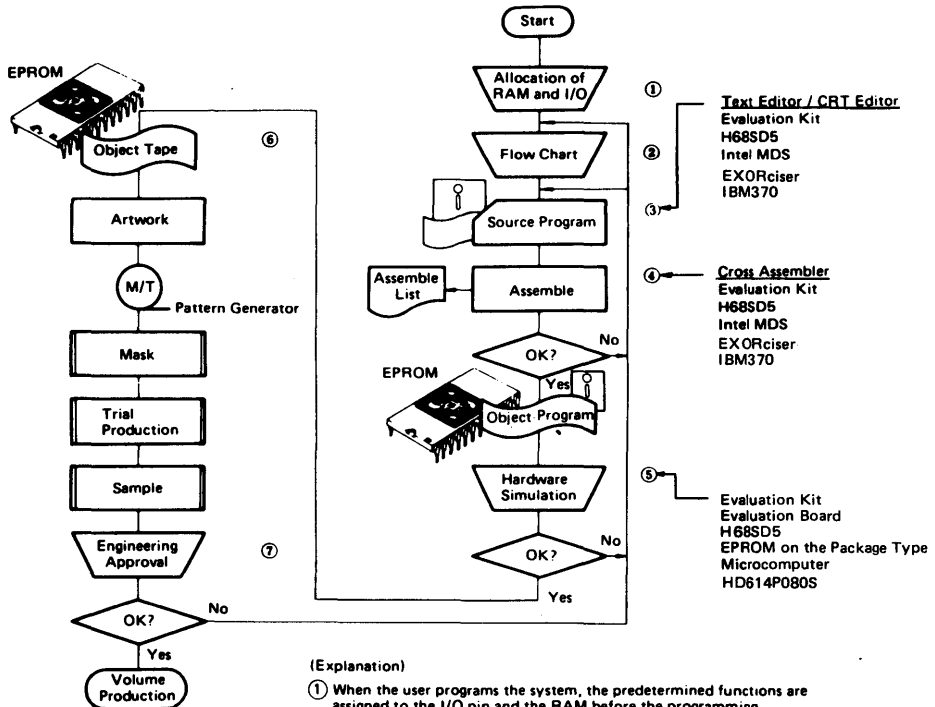 Start
Allocation of
RAM and I/O
①
Flow Chart
②
Source Program
③
Text Editor / CRT Editor
Evaluation Kit
H68SD5
Intel MDS
EXORciser
IBM370
Assemble
List
Assemble
④
Cross Assembler
Evaluation Kit
H68SD5
Intel MDS
EXORciser
IBM370
OK?
No
Yes
EPROM
Object Program
Hardware
Simulation
⑤
Evaluation Kit
Evaluation Board
H68SD5
EPROM on the Package Type
Microcomputer
HD614P080S
OK?
No
Yes
EPROM
Object Tape
⑥
Artwork
M/T
Pattern Generator
Mask
Trial
Production
Sample
Engineering
Approval
⑦
OK?
No
Yes
Volume
Production
(Explanation)
① When the user programs the system, the predetermined functions are
assigned to the I/O pin and the RAM before the programming